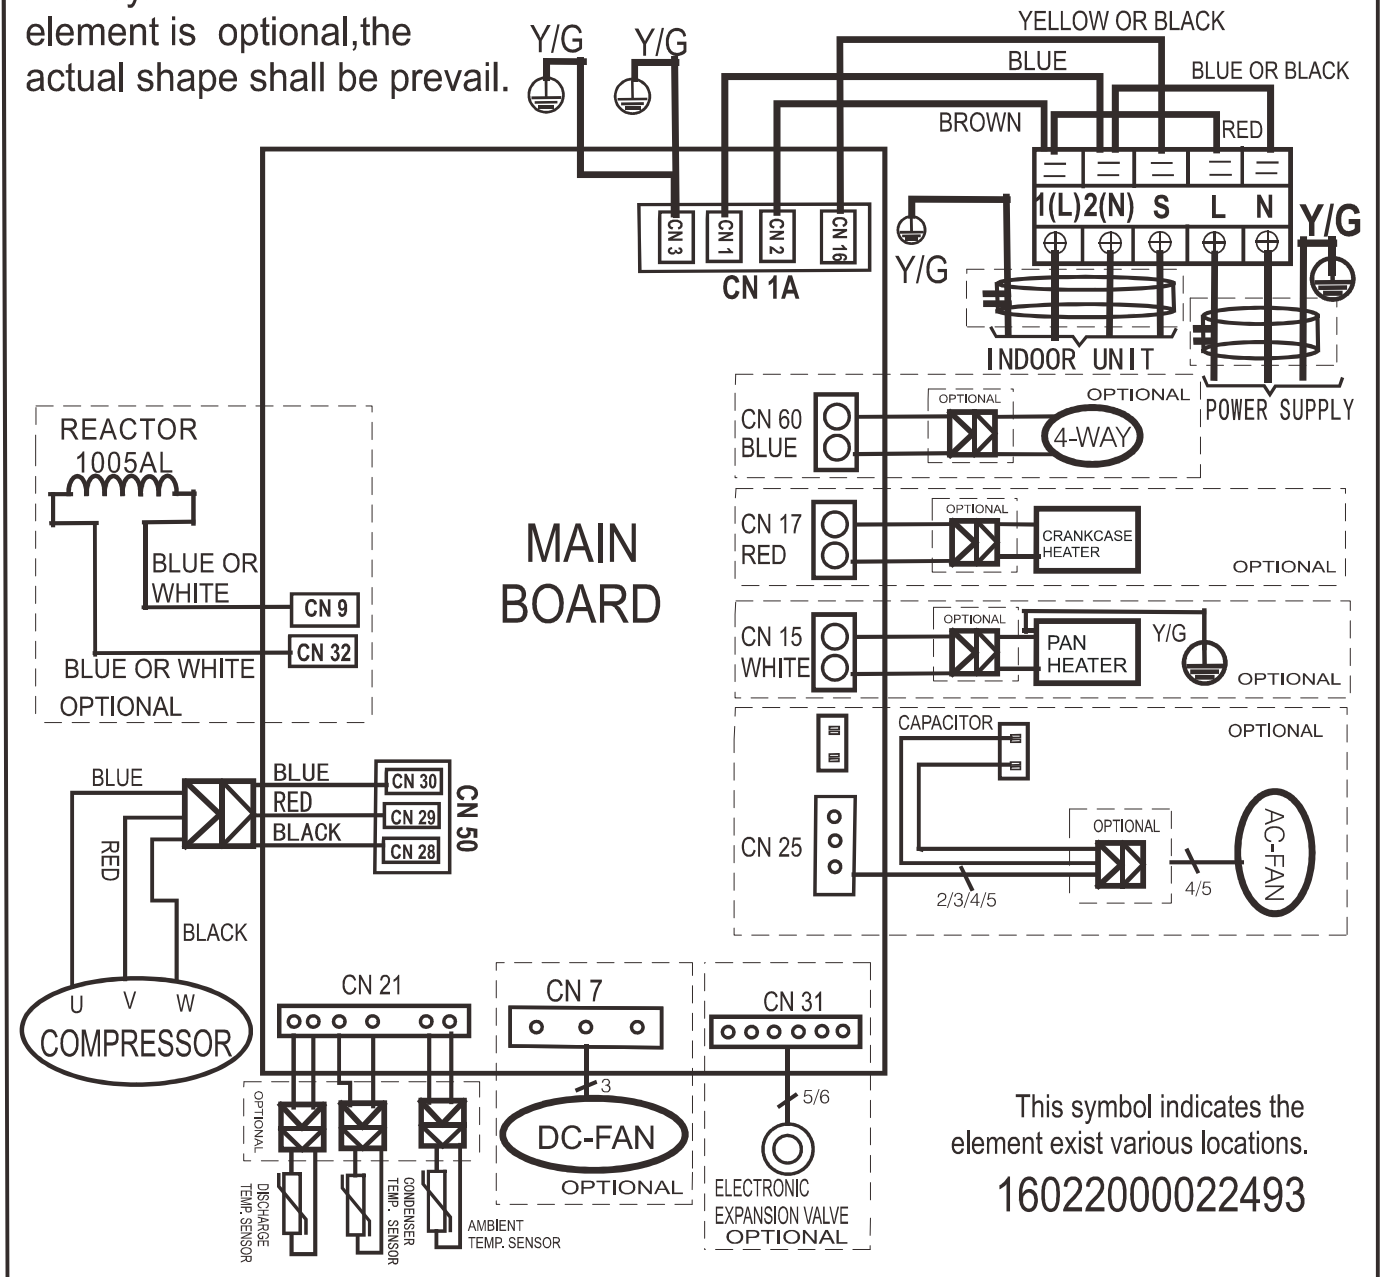 element is optional,the
actual shape shall be prevail.
Y/G
Y/G
YELLOW OR BLACK
BLUE
BLUE OR BLACK
BROWN
RED
1(L) 2(N) S L N
Y/G
Y/G
CN 3
CN 1
CN 2
CN 16
CN 1A
INDOOR UNIT
POWER SUPPLY
REACTOR
1005AL
BLUE OR
WHITE
CN 9
CN 32
BLUE OR WHITE
OPTIONAL
MAIN
BOARD
CN 60
BLUE
OPTIONAL
OPTIONAL
4-WAY
CN 17
RED
OPTIONAL
CRANKCASE
HEATER
OPTIONAL
CN 15
WHITE
OPTIONAL
PAN
HEATER
Y/G
OPTIONAL
CAPACITOR
OPTIONAL
CN 25
OPTIONAL
2/3/4/5
4/5
AC-FAN
BLUE
RED
BLACK
BLUE
RED
BLACK
CN 30
CN 29
CN 28
CN 50
U V W
COMPRESSOR
CN 21
OPTIONAL
DISCHARGE
TEMP. SENSOR
CONDENSER
TEMP. SENSOR
AMBIENT
TEMP. SENSOR
CN 7
3
DC-FAN
OPTIONAL
CN 31
5/6
ELECTRONIC
EXPANSION VALVE
OPTIONAL
This symbol indicates the
element exist various locations.
16022000022493